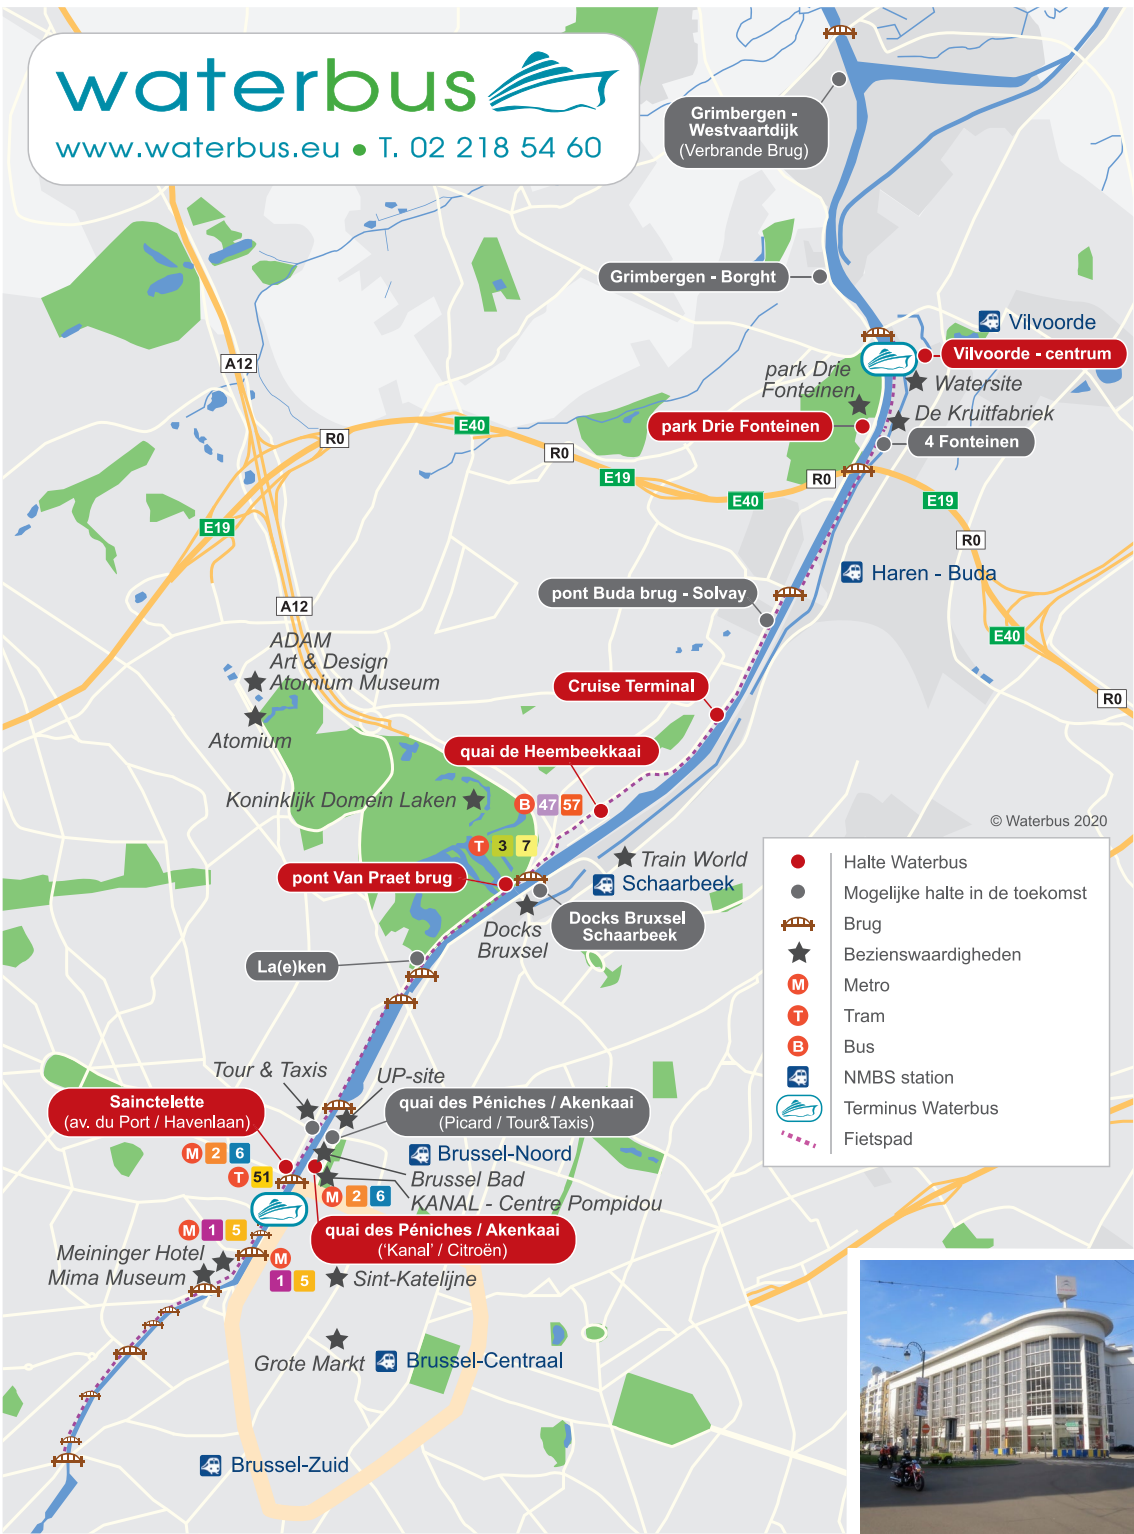 waterbus
www.waterbus.eu • T. 02 218 54 60
Grimbergen -
Westvaartdijk
(Verbrande Brug)
Grimbergen - Borght
Vilvoorde
Vilvoorde - centrum
park Drie
Fonteinen
Watersite
De Kruitfabriek
park Drie Fonteinen
4 Fonteinen
A12
R0
E40
R0
E19
E40
R0
E19
R0
E19
Haren - Buda
pont Buda brug - Solvay
A12
E40
R0
ADAM
Art & Design
Atomium Museum
Atomium
Cruise Terminal
quai de Heembeekkaai
Koninklijk Domein Laken
B 47 57
T 3 7
© Waterbus 2020
pont Van Praet brug
Train World
Schaarbeek
Docks
Bruxsel
Docks Bruxsel
Schaarbeek
La(e)ken
Halte Waterbus
Mogelijke halte in de toekomst
Brug
Bezienswaardigheden
M Metro
T Tram
B Bus
NMBS station
Terminus Waterbus
Fietspad
Tour & Taxis
UP-site
Sainctelette
(av. du Port / Havenlaan)
quai des Péniches / Akenkaai
(Picard / Tour&Taxis)
M 2 6
T 51
Brussel-Noord
Brussel Bad
KANAL - Centre Pompidou
M 2 6
quai des Péniches / Akenkaai
('Kanal' / Citroën)
M 1 5
Meininger Hotel
Mima Museum
M
1 5
Sint-Katelijne
Grote Markt
Brussel-Centraal
Brussel-Zuid